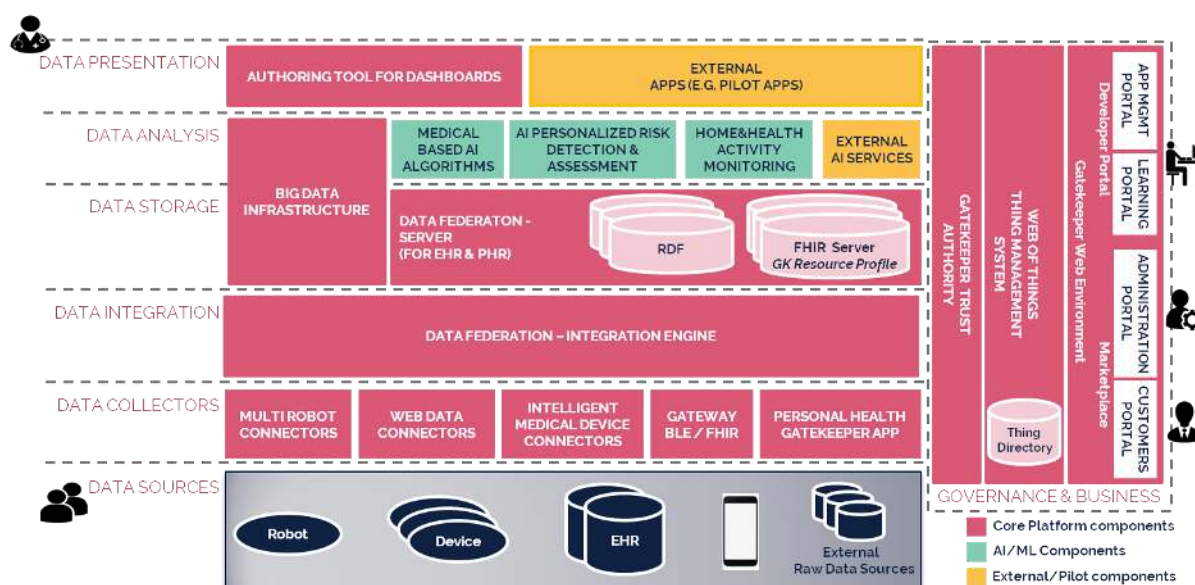 DATA PRESENTATION
AUTHORING TOOL FOR DASHBOARDS
EXTERNAL
APPS (E.G. PILOT APPS)
DATA ANALYSIS
BIG DATA
INFRASTRUCTURE
MEDICAL
BASED AI
ALGORITHMS
AI PERSONALIZED RISK
DETECTION &
ASSESSMENT
HOME&HEALTH
ACTIVITY
MONITORING
EXTERNAL
AI SERVICES
DATA STORAGE
DATA FEDERATON -
SERVER
(FOR EHR & PHR)
RDF
FHIR Server
GK Resource Profile
DATA INTEGRATION
DATA FEDERATION – INTEGRATION ENGINE
DATA COLLECTORS
MULTI ROBOT
CONNECTORS
WEB DATA
CONNECTORS
INTELLIGENT
MEDICAL DEVICE
CONNECTORS
GATEWAY
BLE / FHIR
PERSONAL HEALTH
GATEKEEPER APP
DATA SOURCES
Robot
Device
EHR
External
Raw Data Sources
GATEKEEPER TRUST
AUTHORITY
WEB OF THINGS
THING MANAGEMENT
SYSTEM
Thing
Directory
Gatekeeper Web Environment
Developer Portal
Marketplace
APP MGMT
PORTAL
LEARNING
PORTAL
ADMINISTRATION
PORTAL
CUSTOMERS
PORTAL
GOVERNANCE & BUSINESS
Core Platform components
AI/ML Components
External/Pilot components